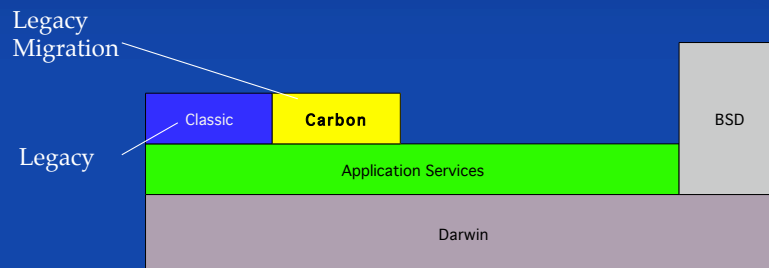 Legacy
Migration
Classic
Carbon
BSD
Legacy
Application Services
Darwin